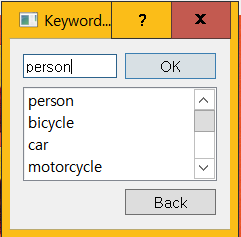 Keyword... ? x
person OK
person
bicycle
car
motorcycle
Back